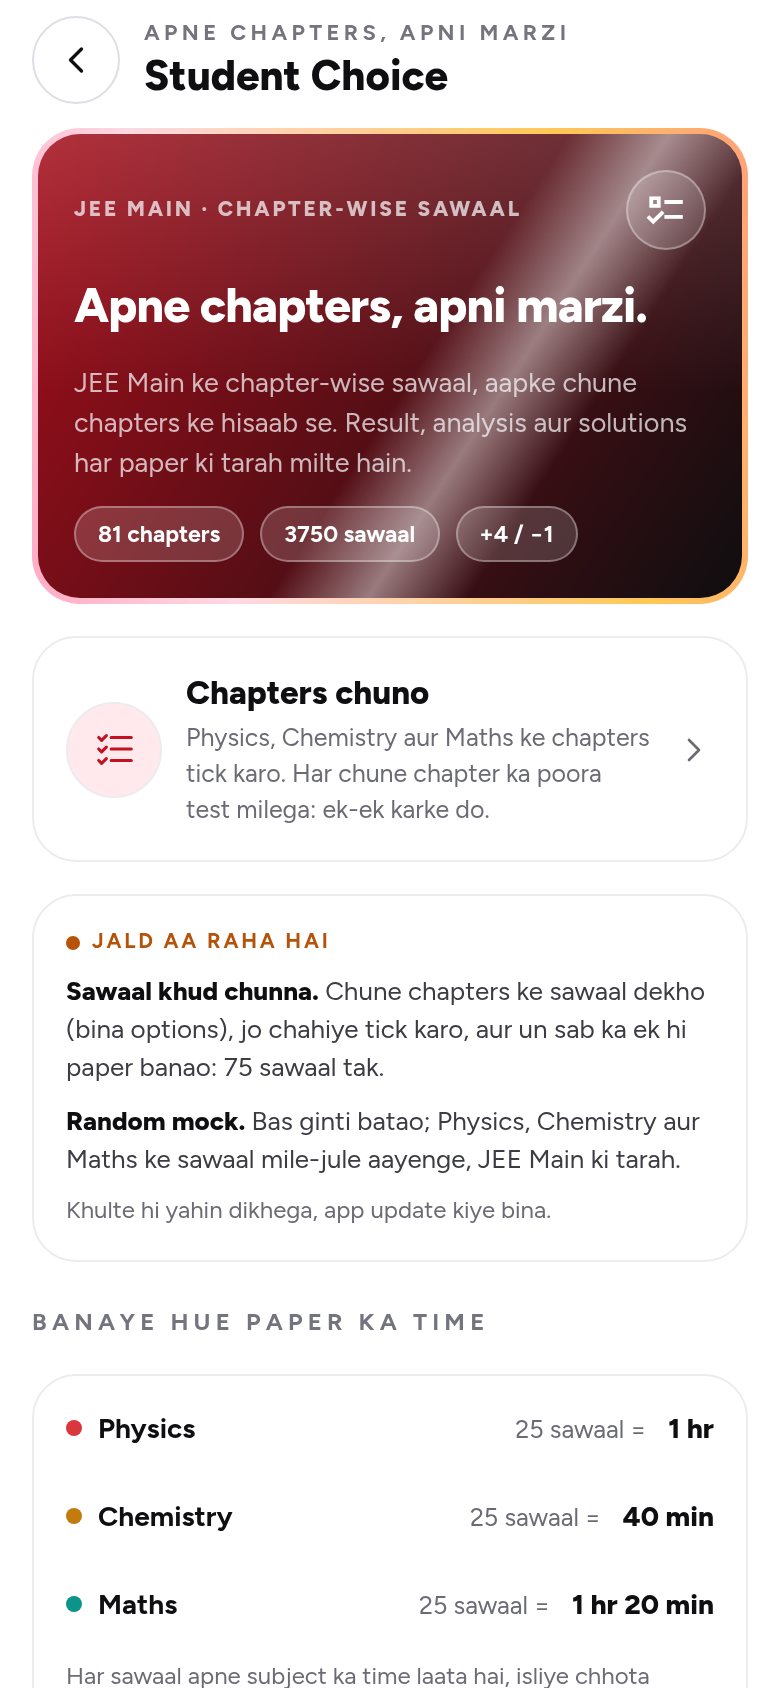 APNE CHAPTERS, APNI MARZI
Student Choice
JEE MAIN · CHAPTER-WISE SAWAAL
Apne chapters, apni marzi.
JEE Main ke chapter-wise sawaal, aapke chune
chapters ke hisaab se. Result, analysis aur solutions
har paper ki tarah milte hain.
81 chapters
3750 sawaal
+4 / −1
Chapters chuno
Physics, Chemistry aur Maths ke chapters
tick karo. Har chune chapter ka poora
test milega: ek-ek karke do.
JALD AA RAHA HAI
Sawaal khud chunna. Chune chapters ke sawaal dekho
(bina options), jo chahiye tick karo, aur un sab ka ek hi
paper banao: 75 sawaal tak.
Random mock. Bas ginti batao; Physics, Chemistry aur
Maths ke sawaal mile-jule aayenge, JEE Main ki tarah.
Khulte hi yahin dikhega, app update kiye bina.
BANAYE HUE PAPER KA TIME
Physics 25 sawaal = 1 hr
Chemistry 25 sawaal = 40 min
Maths 25 sawaal = 1 hr 20 min
Har sawaal apne subject ka time laata hai, isliye chhota